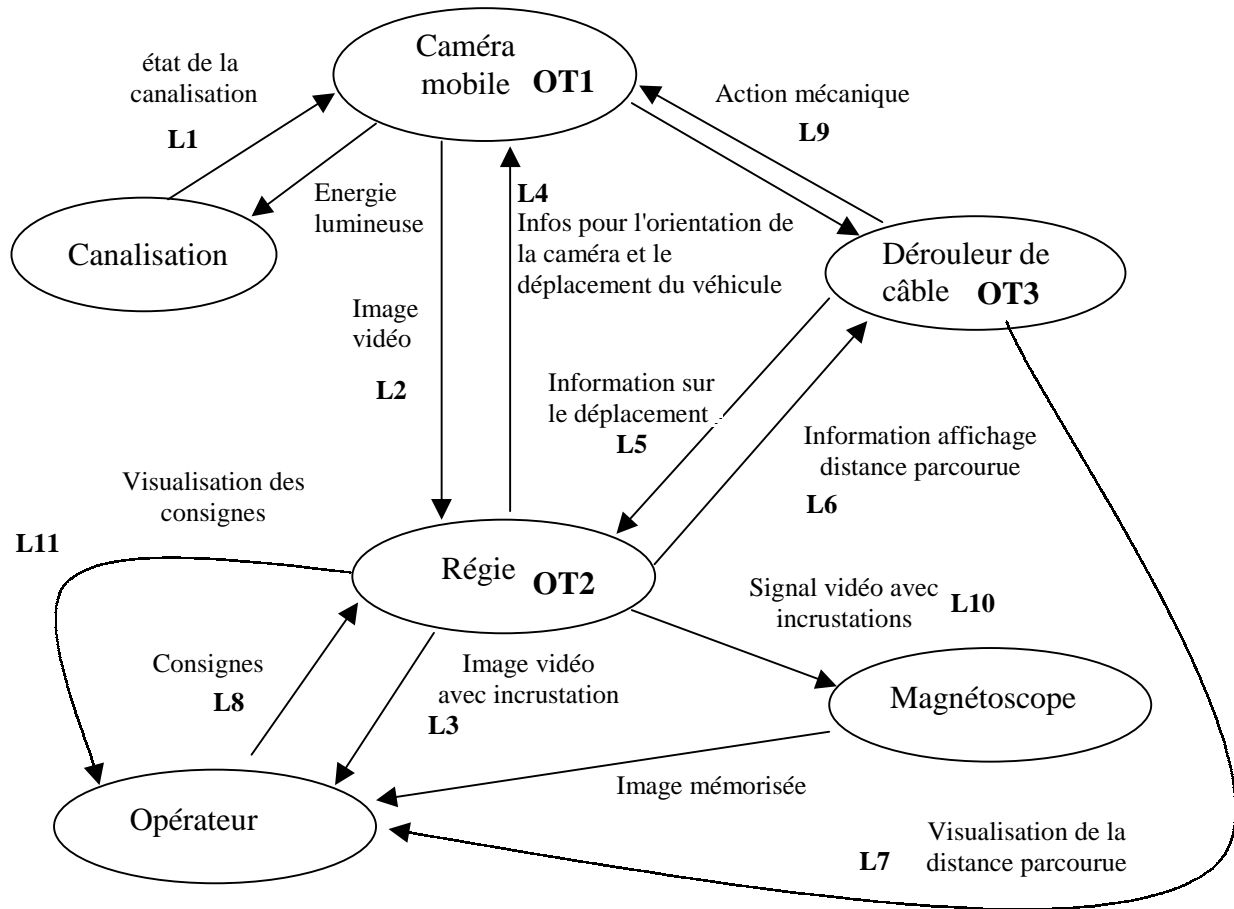 Caméra
mobile OT1
état de la
canalisation
L1
Action mécanique
L9
Energie
lumineuse
L4
Infos pour l'orientation de
la caméra et le
déplacement du véhicule
Canalisation
Dérouleur de
câble OT3
Image
vidéo
L2
Information sur
le déplacement
L5
Information affichage
distance parcourue
L6
Visualisation des
consignes
L11
Régie OT2
Signal vidéo avec
incrustations
L10
Consignes
L8
Image vidéo
avec incrustation
L3
Magnétoscope
Image mémorisée
Opérateur
Visualisation de la
distance parcourue
L7